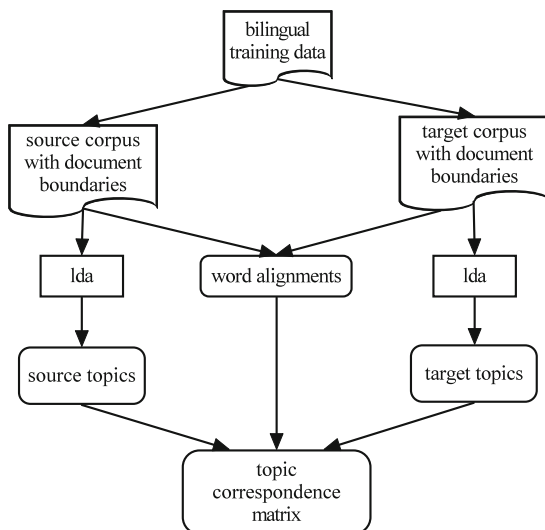 bilingual
training data
source corpus
with document
boundaries
target corpus
with document
boundaries
lda
word alignments
lda
source topics
target topics
topic
correspondence
matrix